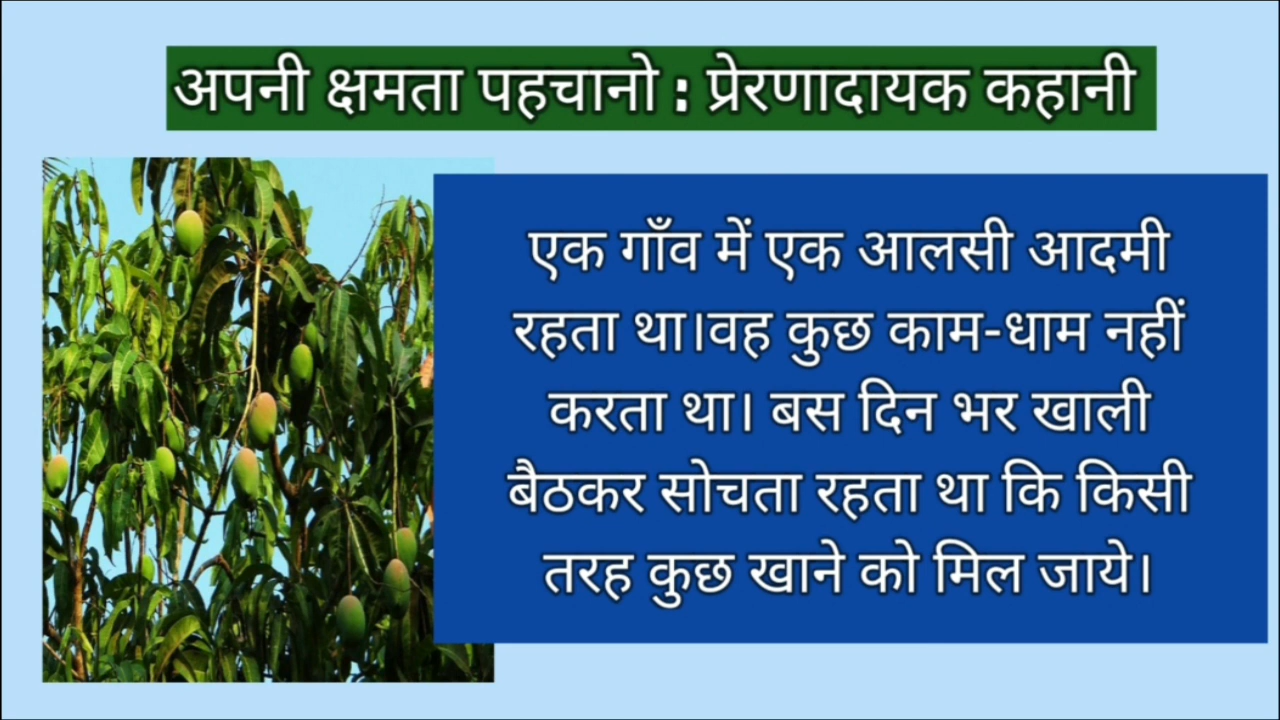 अपनी क्षमता पहचानो : प्रेरणादायक कहानी
एक गाँव में एक आलसी आदमी
रहता था।वह कुछ काम-धाम नहीं
करता था। बस दिन भर खाली
बैठकर सोचता रहता था कि किसी
तरह कुछ खाने को मिल जाये।